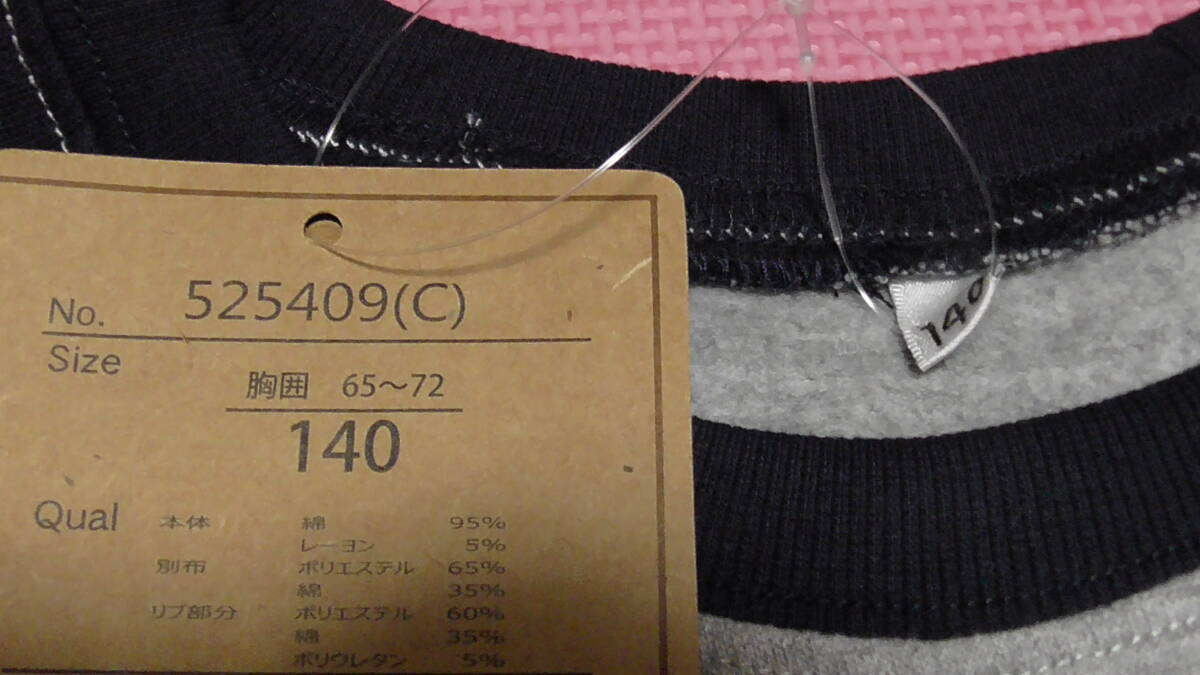 No. 525409(C)
Size
胸囲 65～72
140
Qual 本体 綿 95%
レーヨン 5%
別布 ポリエステル 65%
綿 35%
リブ部分 ポリエステル 60%
綿 35%
ポリウレタン 5%
140